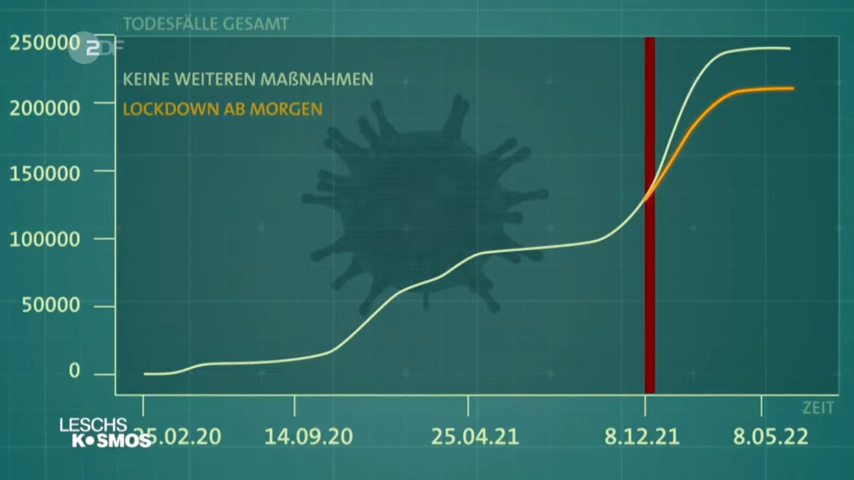 TODESFÄLLE GESAMT
250000
2DF
KEINE WEITEREN MAẞNAHMEN
LOCKDOWN AB MORGEN
200000
150000
100000
50000
0
ZEIT
LESCHS
KOSMOS
25.02.20 14.09.20 25.04.21 8.12.21 8.05.22